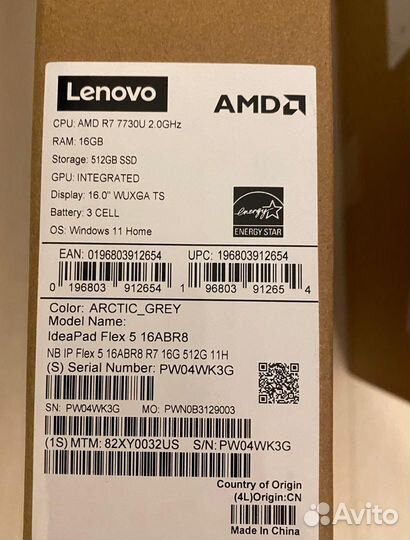 Lenovo
AMD
CPU: AMD R7 7730U 2.0GHz
RAM: 16GB
Storage: 512GB SSD
GPU: INTEGRATED
Display: 16.0" WUXGA TS
Battery: 3 CELL
OS: Windows 11 Home
energy
ENERGY STAR
EAN: 0196803912654
UPC: 196803912654
0 196803 912654
1 96803 91265 4
Color: ARCTIC_GREY
Model Name:
IdeaPad Flex 5 16ABR8
NB IP Flex 5 16ABR8 R7 16G 512G 11H
(S) Serial Number: PW04WK3G
SN: PW04WK3G MO: PWN0B3129003
(1S) MTM: 82XY0032US S/N:PW04WK3G
Country of Origin
(4L)Origin:CN
Made In China
Avito